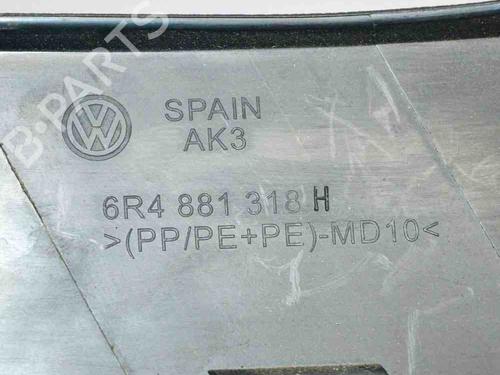 B-PARTS
SPAIN
AK3
6R4 881 318 H
>(PP/PE+PE)-MD10<